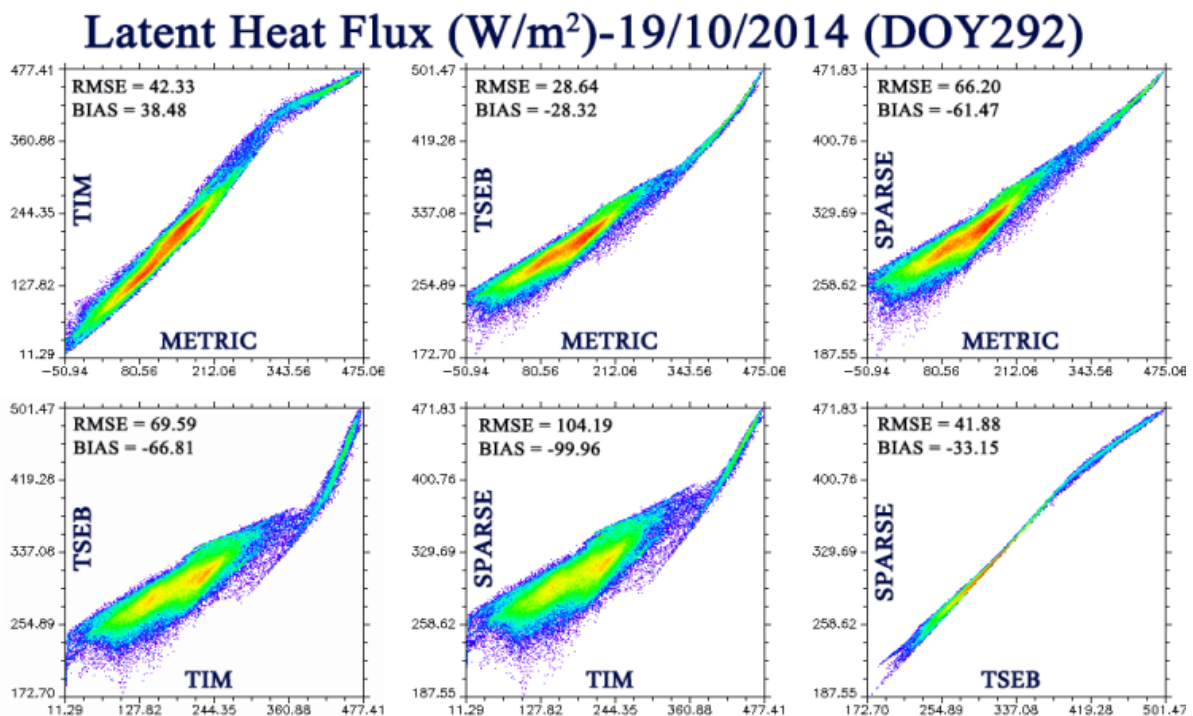 Latent Heat Flux (W/m²)-19/10/2014 (DOY292)
477.41
360.88
244.35
127.82
11.29
RMSE = 42.33
BIAS = 38.48
TIM
METRIC
−50.94 80.56 212.06 343.56 475.06
501.47
419.28
337.08
254.89
172.70
RMSE = 28.64
BIAS = -28.32
TSEB
METRIC
−50.94 80.56 212.06 343.56 475.06
471.83
400.76
329.69
258.62
187.55
RMSE = 66.20
BIAS = -61.47
SPARSE
METRIC
−50.94 80.56 212.06 343.56 475.06
501.47
419.28
337.08
254.89
172.70
RMSE = 69.59
BIAS = -66.81
TSEB
TIM
11.29 127.82 244.35 360.88 477.41
471.83
400.76
329.69
258.62
187.55
RMSE = 104.19
BIAS = -99.96
SPARSE
TIM
11.29 127.82 244.35 360.88 477.41
471.83
400.76
329.69
258.62
187.55
RMSE = 41.88
BIAS = -33.15
SPARSE
TSEB
172.70 254.89 337.08 419.28 501.47